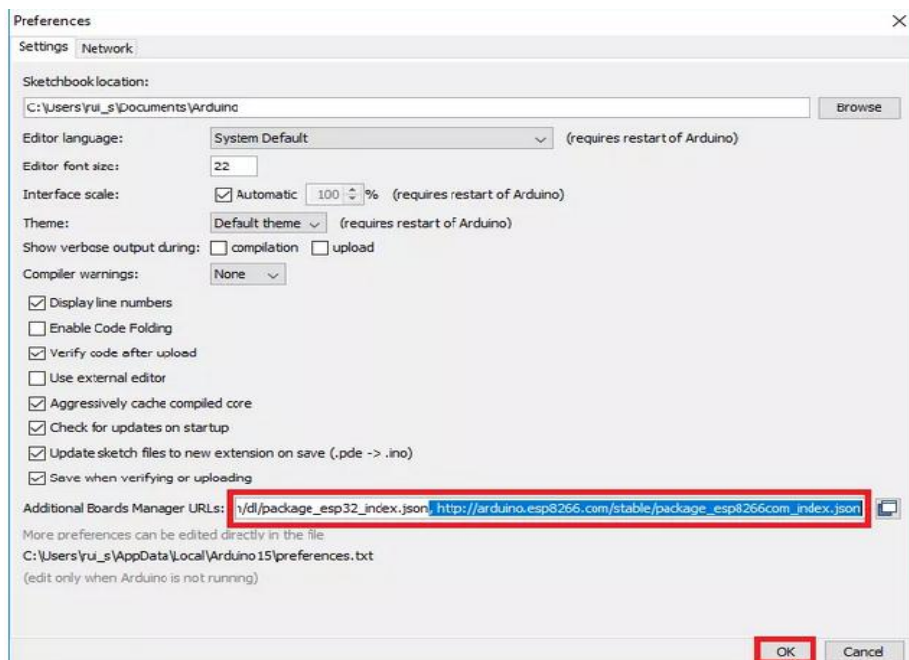 Preferences
Settings Network
Sketchbook location:
C:\Users\rui_s\Documents\Arduino Browse
Editor language: System Default (requires restart of Arduino)
Editor font size: 22
Interface scale: Automatic 100 % (requires restart of Arduino)
Theme: Default theme (requires restart of Arduino)
Show verbose output during: compilation upload
Compiler warnings: None
Display line numbers
Enable Code Folding
Verify code after upload
Use external editor
Aggressively cache compiled core
Check for updates on startup
Update sketch files to new extension on save (.pde -> .ino)
Save when verifying or uploading
Additional Boards Manager URLs: n/dl/package_esp32_index.json, http://arduino.esp8266.com/stable/package_esp8266com_index.json
More preferences can be edited directly in the file
C:\Users\rui_s\AppData\Local\Arduino15\preferences.txt
(edit only when Arduino is not running)
OK Cancel